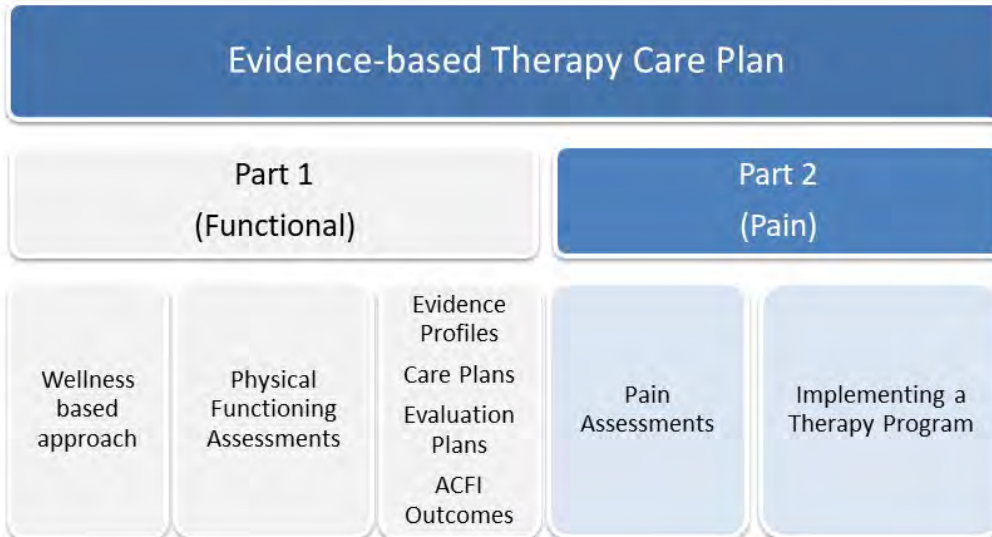 Evidence-based Therapy Care Plan
Part 1
(Functional)
Part 2
(Pain)
Wellness
based
approach
Physical
Functioning
Assessments
Evidence
Profiles
Care Plans
Evaluation
Plans
ACFI
Outcomes
Pain
Assessments
Implementing a
Therapy Program